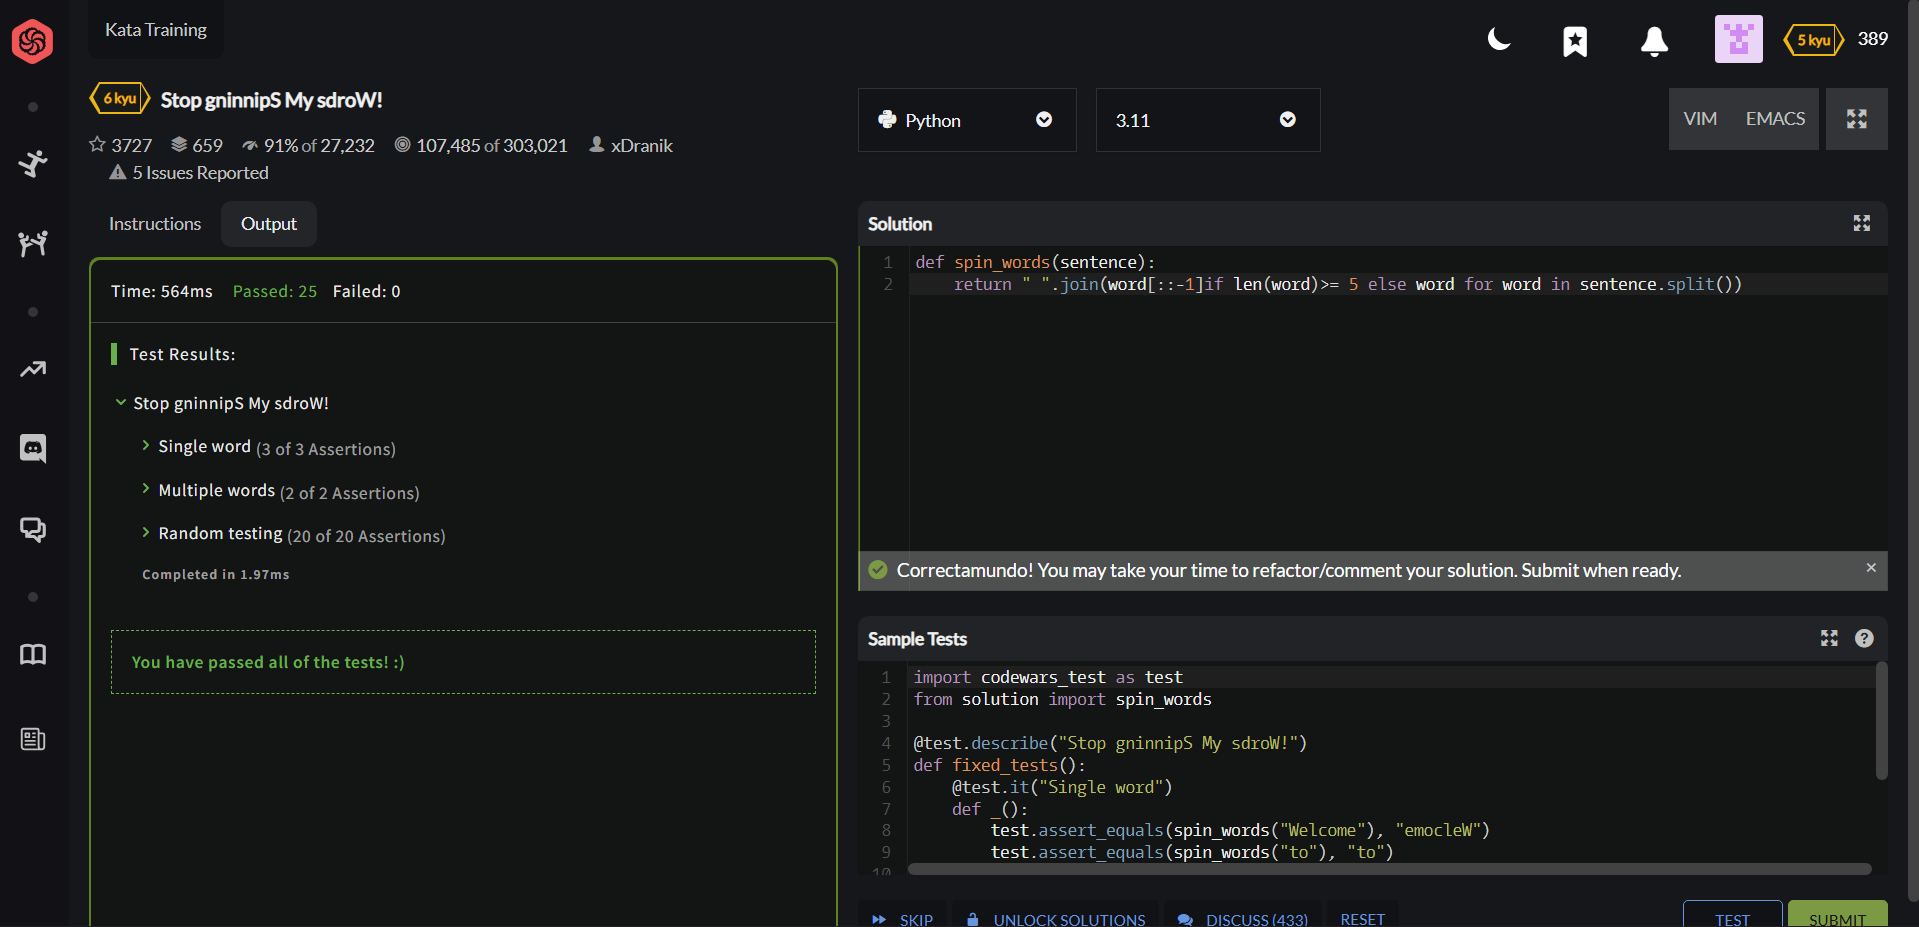 Kata Training
5 kyu 389
6 kyu Stop gninnipS My sdroW!
3727 659 91% of 27,232 107,485 of 303,021 xDranik
5 Issues Reported
Python 3.11 VIM EMACS
Instructions Output
Time: 564ms Passed: 25 Failed: 0
Test Results:
Stop gninnipS My sdroW!
Single word (3 of 3 Assertions)
Multiple words (2 of 2 Assertions)
Random testing (20 of 20 Assertions)
Completed in 1.97ms
You have passed all of the tests! :)
Solution
1 def spin_words(sentence):
2     return " ".join(word[::-1]if len(word)>= 5 else word for word in sentence.split())
Correctamundo! You may take your time to refactor/comment your solution. Submit when ready. ×
Sample Tests ?
1 import codewars_test as test
2 from solution import spin_words
3
4 @test.describe("Stop gninnipS My sdroW!")
5 def fixed_tests():
6     @test.it("Single word")
7     def _():
8         test.assert_equals(spin_words("Welcome"), "emocleW")
9         test.assert_equals(spin_words("to"), "to")
10
SKIP UNLOCK SOLUTIONS DISCUSS (433) RESET TEST SUBMIT